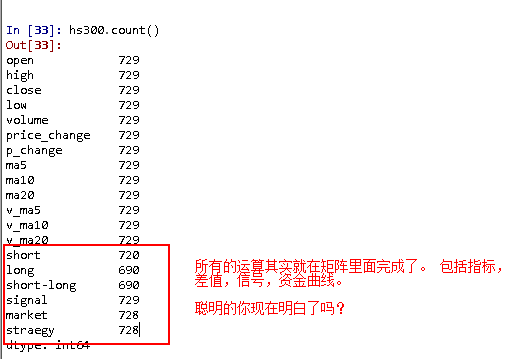 In [33]: hs300.count()
Out[33]:
open 729
high 729
close 729
low 729
volume 729
price_change 729
p_change 729
ma5 729
ma10 729
ma20 729
v_ma5 729
v_ma10 729
v_ma20 729
short 720
long 690
short-long 690
signal 729
market 728
straegy 728
dtype: int64
所有的运算其实就在矩阵里面完成了。 包括指标，
差值，信号，资金曲线。
聪明的你现在明白了吗？